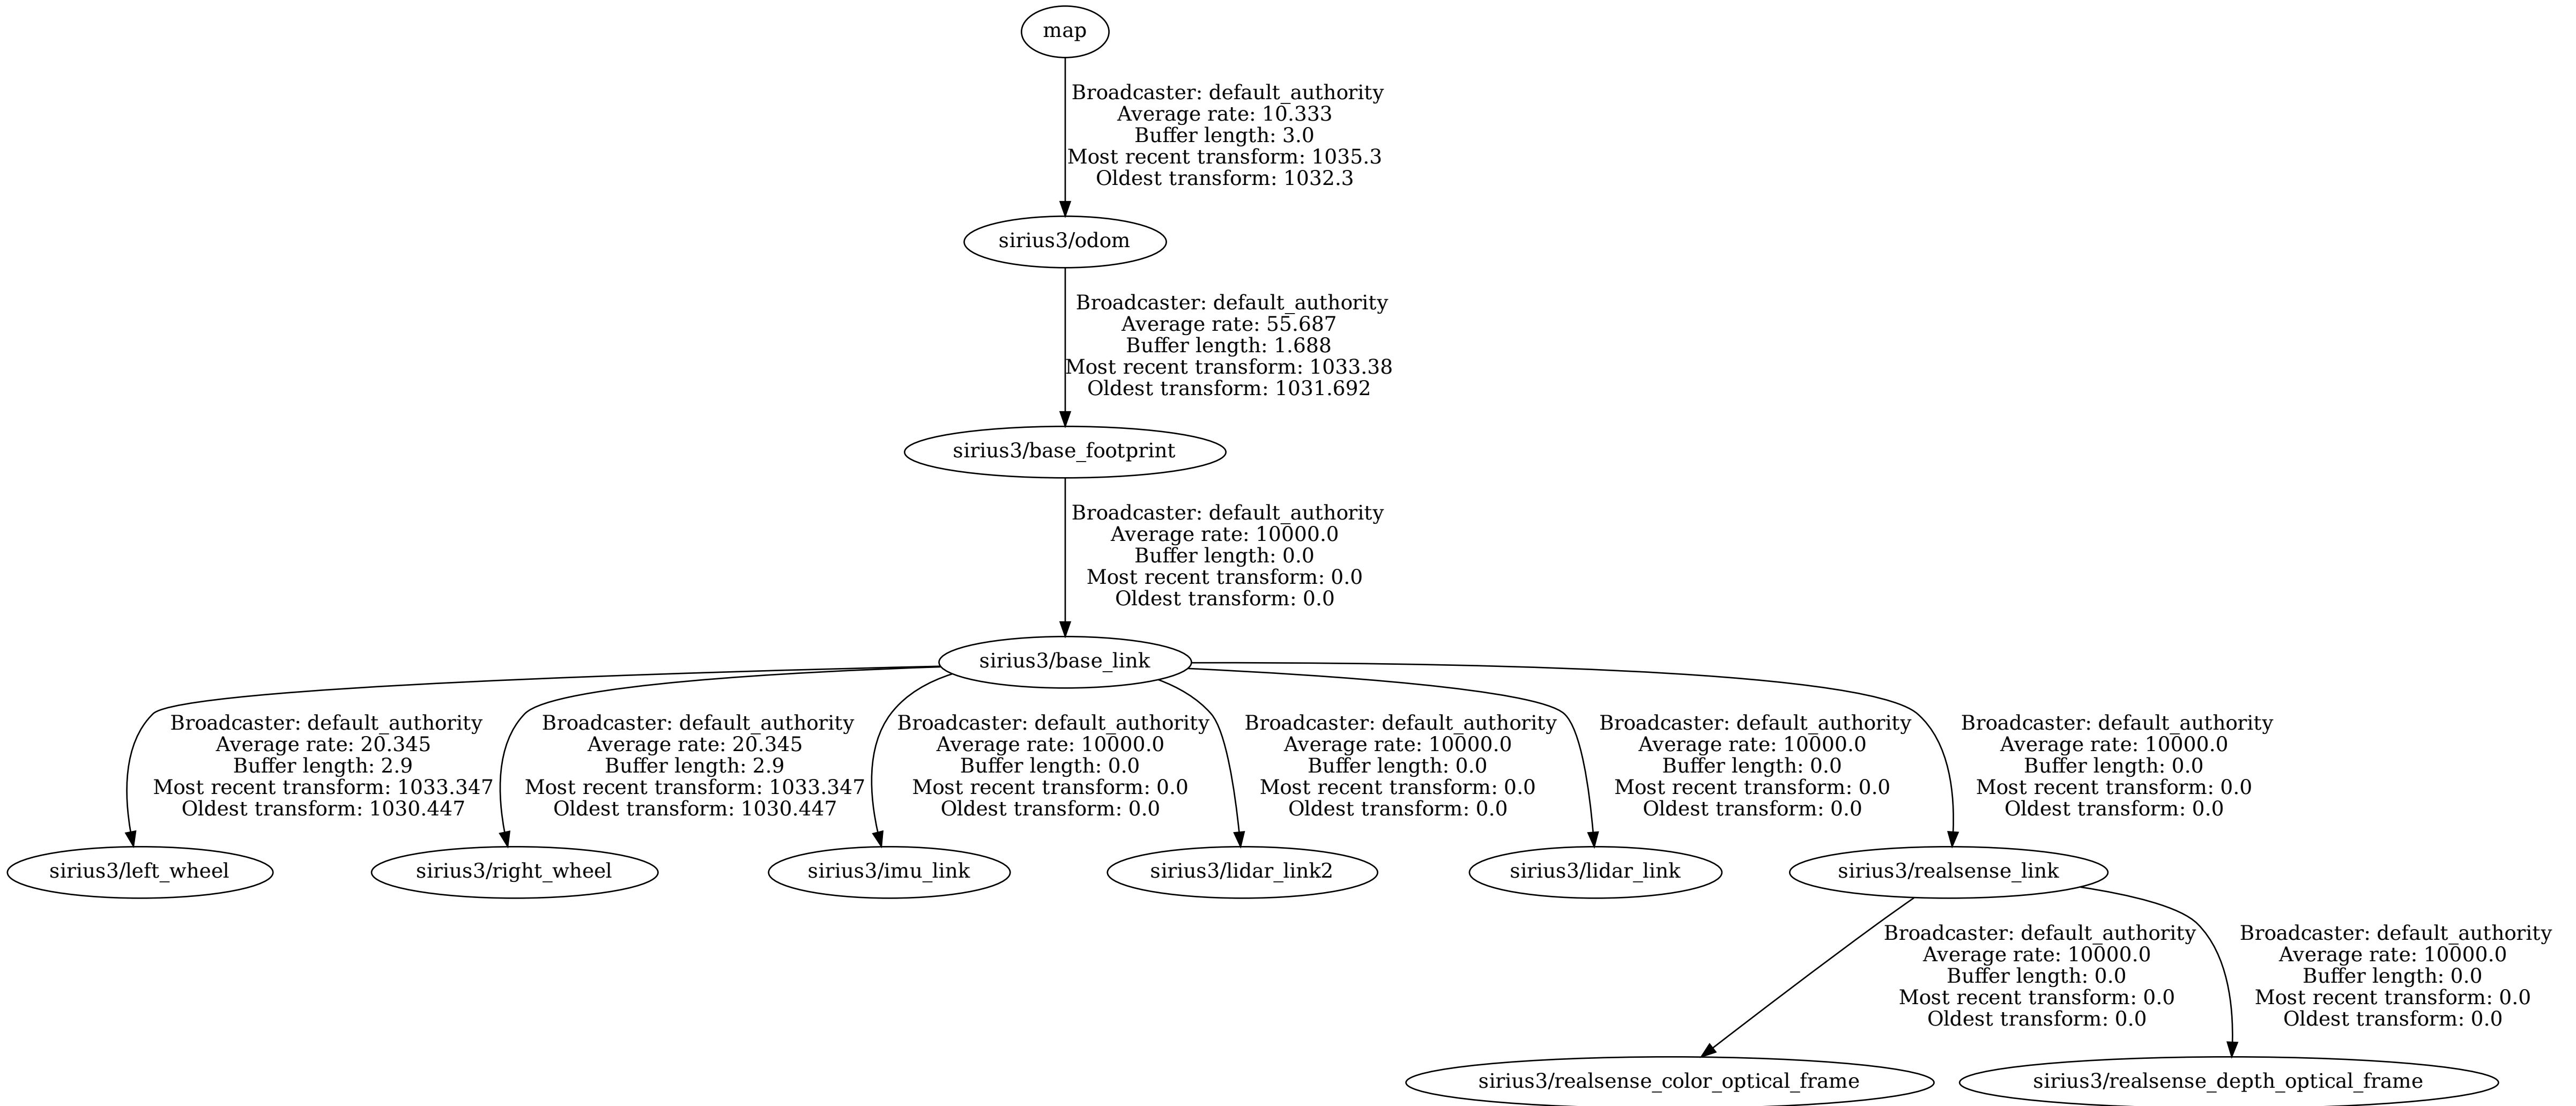 map
Broadcaster: default_authority
Average rate: 10.333
Buffer length: 3.0
Most recent transform: 1035.3
Oldest transform: 1032.3
sirius3/odom
Broadcaster: default_authority
Average rate: 55.687
Buffer length: 1.688
Most recent transform: 1033.38
Oldest transform: 1031.692
sirius3/base_footprint
Broadcaster: default_authority
Average rate: 10000.0
Buffer length: 0.0
Most recent transform: 0.0
Oldest transform: 0.0
sirius3/base_link
Broadcaster: default_authority
Average rate: 20.345
Buffer length: 2.9
Most recent transform: 1033.347
Oldest transform: 1030.447
Broadcaster: default_authority
Average rate: 20.345
Buffer length: 2.9
Most recent transform: 1033.347
Oldest transform: 1030.447
Broadcaster: default_authority
Average rate: 10000.0
Buffer length: 0.0
Most recent transform: 0.0
Oldest transform: 0.0
Broadcaster: default_authority
Average rate: 10000.0
Buffer length: 0.0
Most recent transform: 0.0
Oldest transform: 0.0
Broadcaster: default_authority
Average rate: 10000.0
Buffer length: 0.0
Most recent transform: 0.0
Oldest transform: 0.0
Broadcaster: default_authority
Average rate: 10000.0
Buffer length: 0.0
Most recent transform: 0.0
Oldest transform: 0.0
sirius3/left_wheel
sirius3/right_wheel
sirius3/imu_link
sirius3/lidar_link2
sirius3/lidar_link
sirius3/realsense_link
Broadcaster: default_authority
Average rate: 10000.0
Buffer length: 0.0
Most recent transform: 0.0
Oldest transform: 0.0
Broadcaster: default_authority
Average rate: 10000.0
Buffer length: 0.0
Most recent transform: 0.0
Oldest transform: 0.0
sirius3/realsense_color_optical_frame
sirius3/realsense_depth_optical_frame